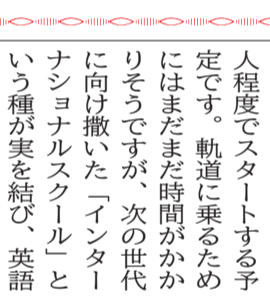 人程度でスタートする予
定です。軌道に乗るため
にはまだまだ時間がかか
りそうですが、次の世代
に向け撒いた「インター
ナショナルスクール」と
いう種が実を結び、英語